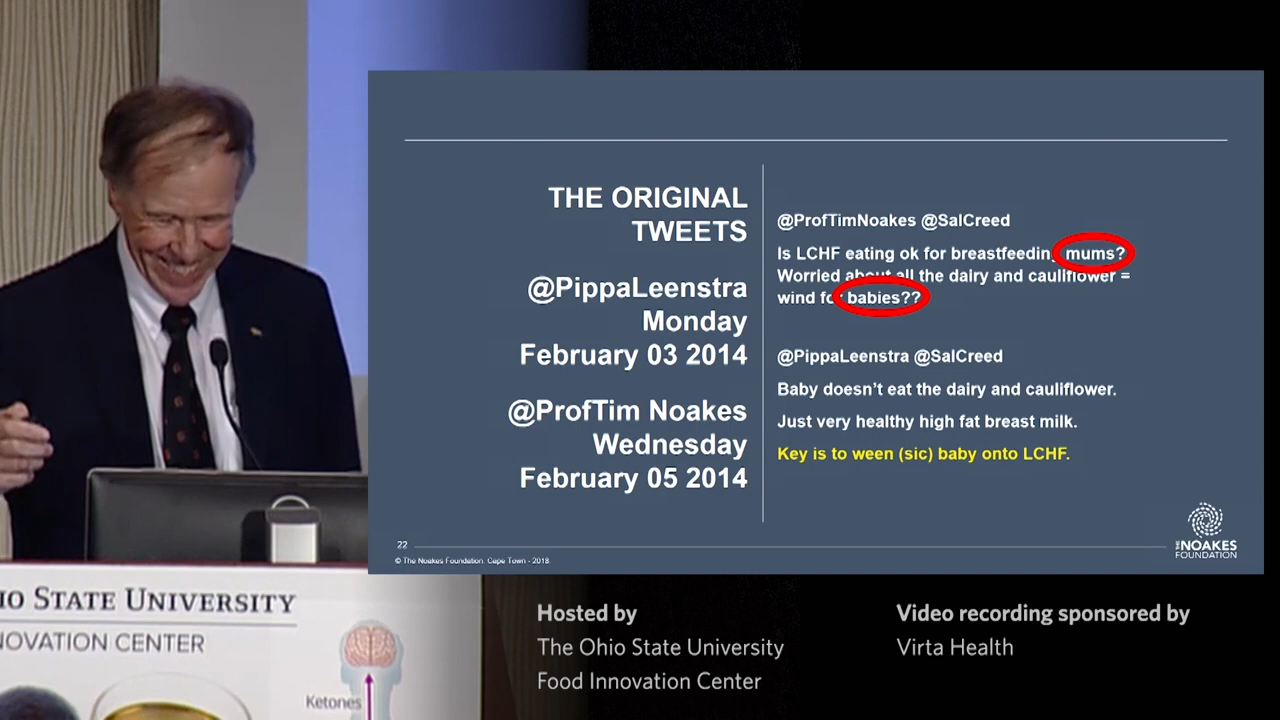 THE ORIGINAL
TWEETS
@PippaLeenstra
Monday
February 03 2014
@ProfTim Noakes
Wednesday
February 05 2014
@ProfTimNoakes @SalCreed
Is LCHF eating ok for breastfeeding mums?
Worried about all the dairy and cauliflower =
wind for babies??
@PippaLeenstra @SalCreed
Baby doesn't eat the dairy and cauliflower.
Just very healthy high fat breast milk.
Key is to ween (sic) baby onto LCHF.
22
© The Noakes Foundation. Cape Town - 2018.
THE
NOAKES
FOUNDATION
IO STATE UNIVERSITY
NOVATION CENTER
Ketones
Hosted by
The Ohio State University
Food Innovation Center
Video recording sponsored by
Virta Health